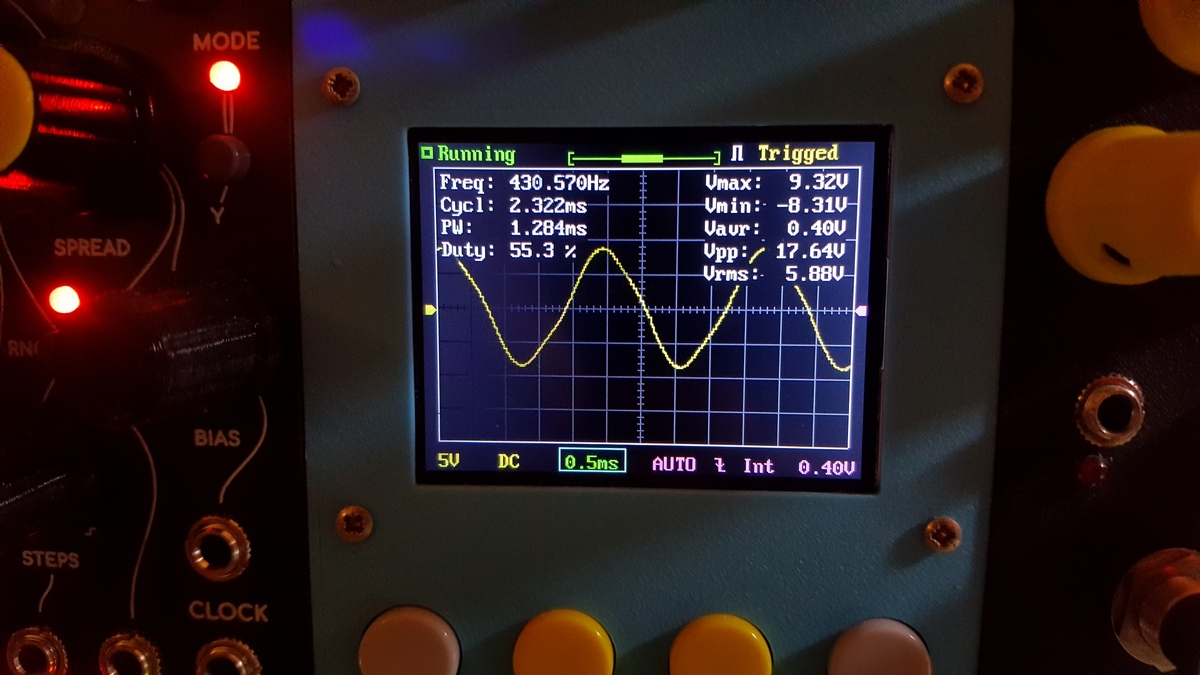 MODE
Y
SPREAD
BIAS
STEPS
CLOCK
Running
Trigged
Freq: 430.570Hz
Cycl: 2.322ms
PW: 1.284ms
Duty: 55.3 %
Vmax: 9.32V
Vmin: -8.31V
Vavr: 0.40V
Vpp: 17.64V
Vrms: 5.88V
5V DC 0.5ms AUTO Int 0.40V